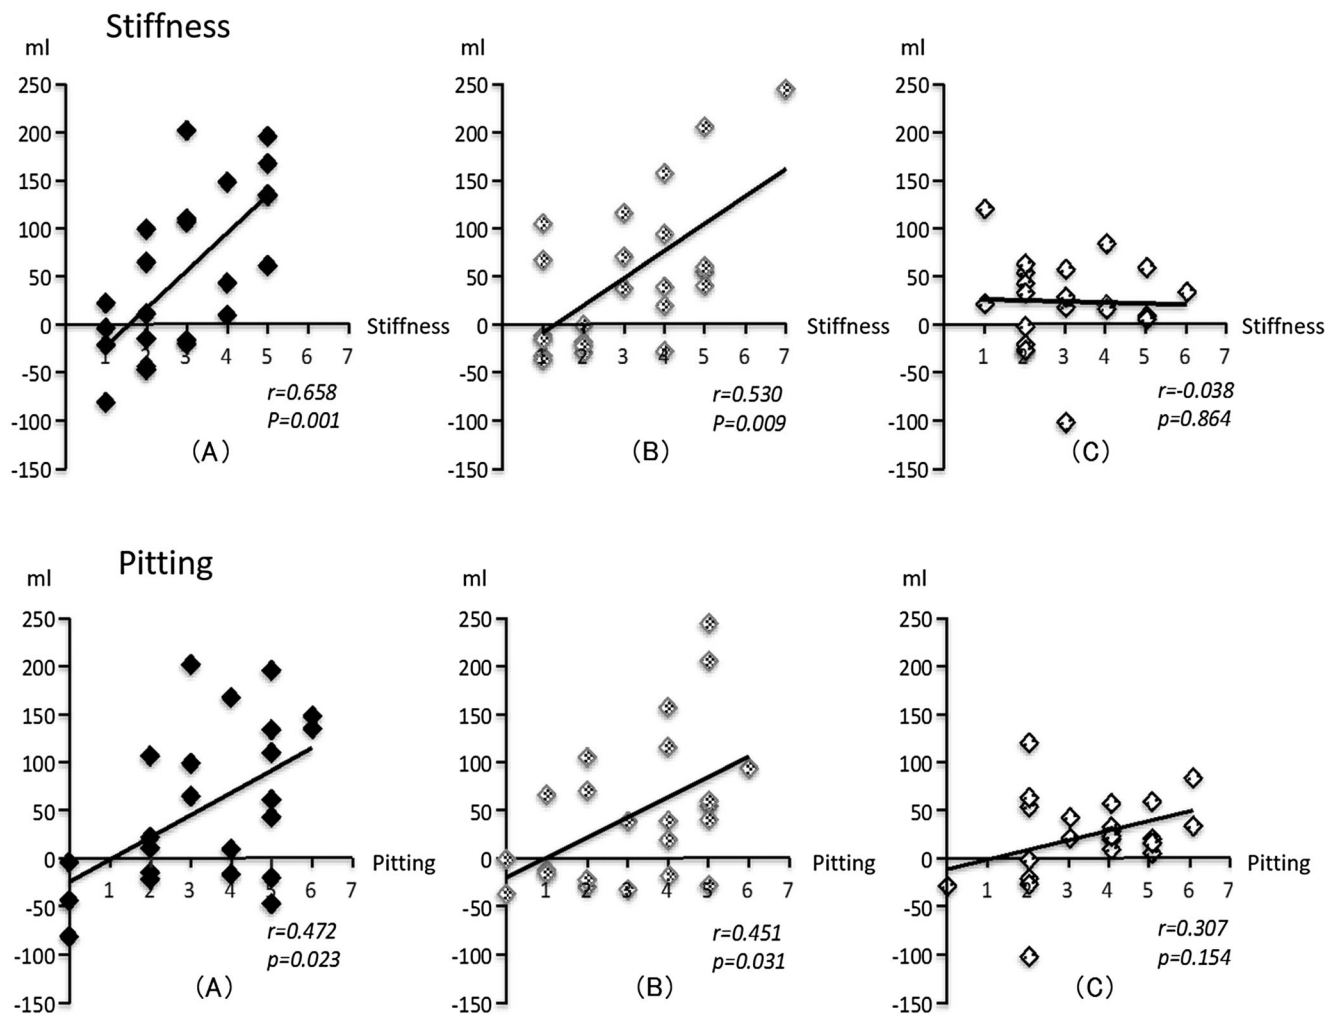 Stiffness
ml
250
200
150
100
50
0
-50
-100
-150
1 2 3 4 5 6 7
Stiffness
r=0.658
P=0.001
(A)
ml
250
200
150
100
50
0
-50
-100
-150
1 2 3 4 5 6 7
Stiffness
r=0.530
P=0.009
(B)
ml
250
200
150
100
50
0
-50
-100
-150
1 2 3 4 5 6 7
Stiffness
r=-0.038
p=0.864
(C)
Pitting
ml
250
200
150
100
50
0
-50
-100
-150
1 2 3 4 5 6 7
Pitting
r=0.472
p=0.023
(A)
ml
250
200
150
100
50
0
-50
-100
-150
1 2 3 4 5 6 7
Pitting
r=0.451
p=0.031
(B)
ml
250
200
150
100
50
0
-50
-100
-150
1 2 3 4 5 6 7
Pitting
r=0.307
p=0.154
(C)